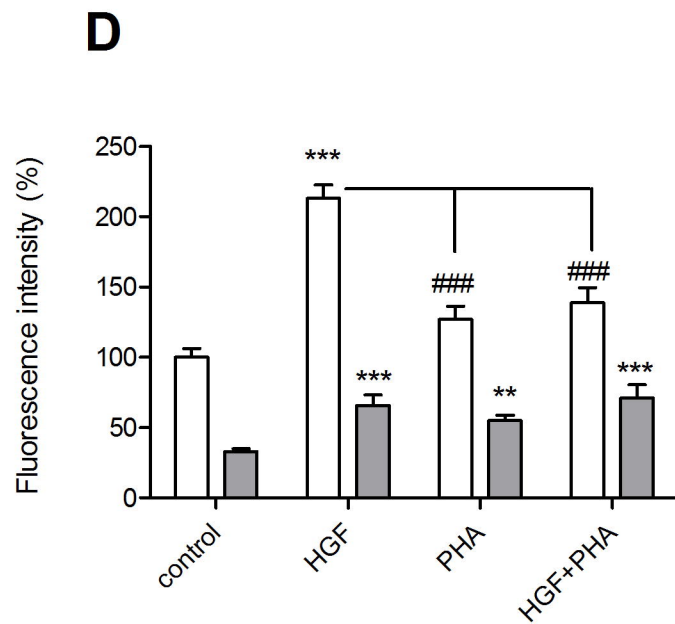 D
Fluorescence intensity (%)
250
200
150
100
50
0
***
***
###
**
###
***
control
HGF
PHA
HGF+PHA